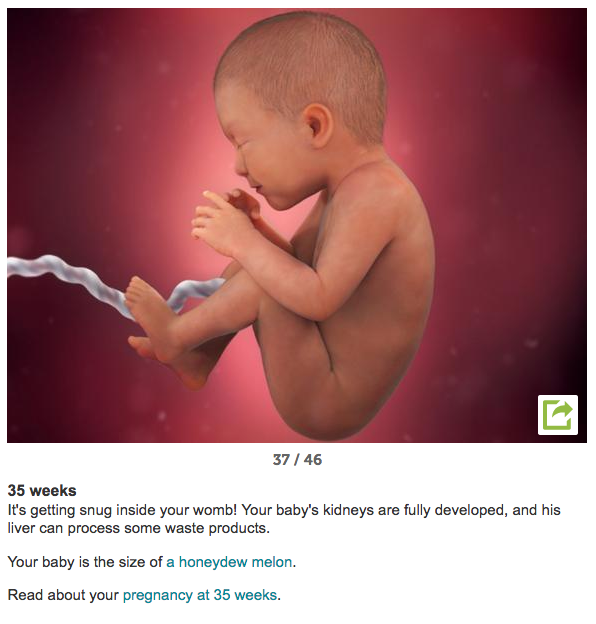 37 / 46
35 weeks
It's getting snug inside your womb! Your baby's kidneys are fully developed, and his
liver can process some waste products.
Your baby is the size of a honeydew melon.
Read about your pregnancy at 35 weeks.